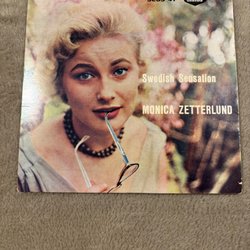 Swedish Sensation
MONICA ZETTERLUND